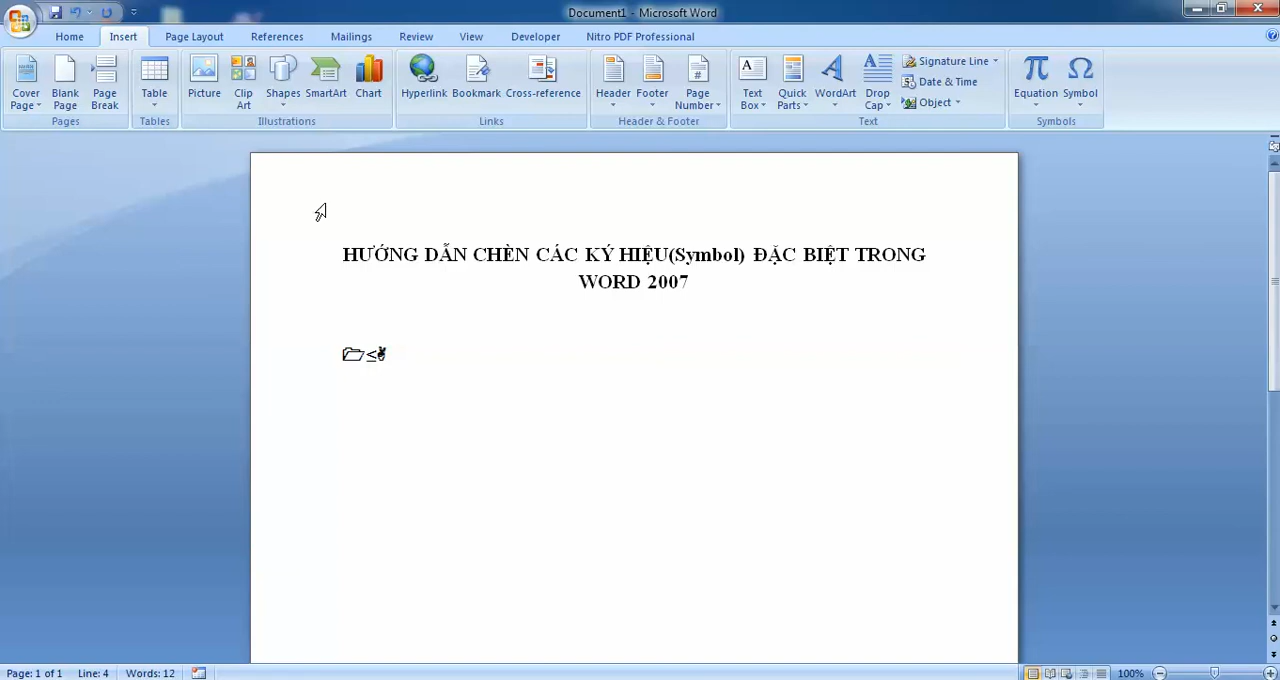 Document1 - Microsoft Word
Home Insert Page Layout References Mailings Review View Developer Nitro PDF Professional
Cover Page Blank Page Page Break Table Picture Clip Art Shapes SmartArt Chart Hyperlink Bookmark Cross-reference Header Footer Page Number Text Box Quick Parts WordArt Drop Cap Signature Line Date & Time Object Equation Symbol
Pages Tables Illustrations Links Header & Footer Text Symbols
HƯỚNG DẪN CHÈN CÁC KÝ HIỆU(Symbol) ĐẶC BIỆT TRONG
WORD 2007
🗁≤✌
Page: 1 of 1 Line: 4 Words: 12 100%